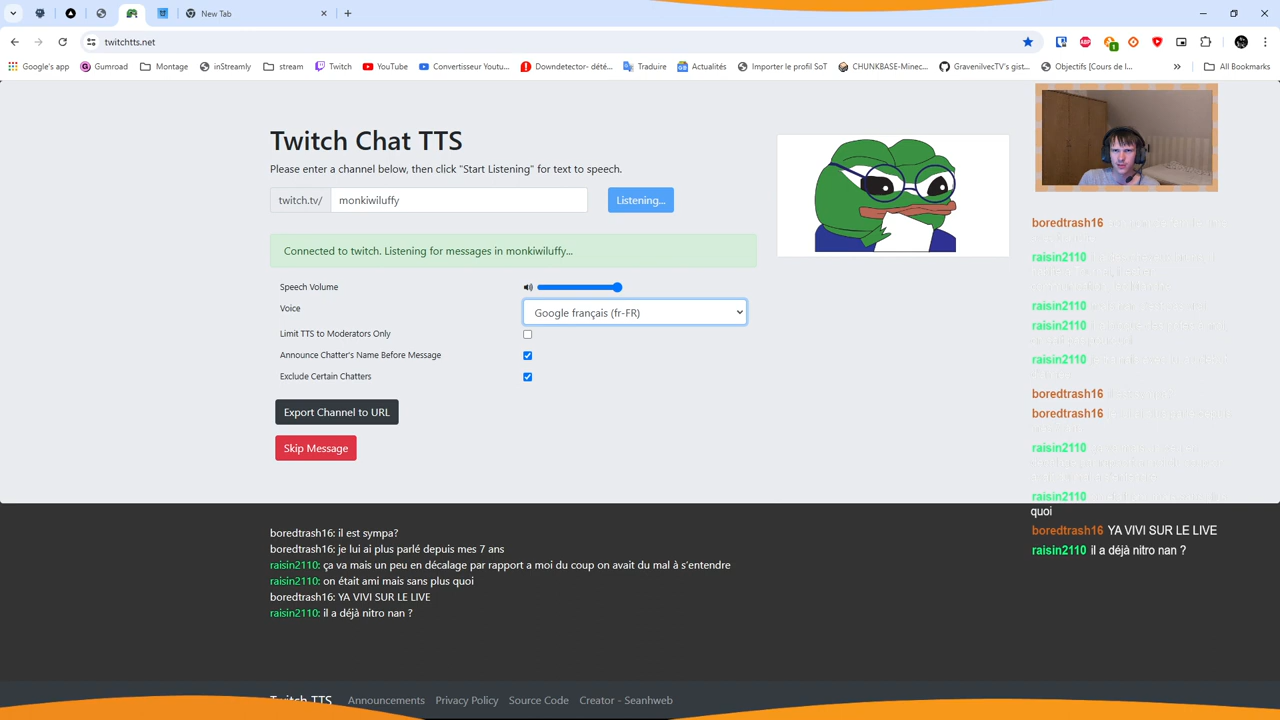 New Tab
twitchtts.net
Google's app
Gumroad
Montage
inStreamly
stream
Twitch
YouTube
Convertisseur Youtu...
Downdetector- déte...
Traduire
Actualités
Importer le profil SoT
CHUNKBASE-Minec...
GravenilvecTV's gist...
Objectifs [Cours de l...
All Bookmarks
Twitch Chat TTS
Please enter a channel below, then click "Start Listening" for text to speech.
twitch.tv/ monkiwiluffy
Listening...
Connected to twitch. Listening for messages in monkiwiluffy...
Speech Volume
Voice
Google français (fr-FR)
Limit TTS to Moderators Only
Announce Chatter's Name Before Message
Exclude Certain Chatters
Export Channel to URL
Skip Message
boredtrash16: il est sympa?
boredtrash16: je lui ai plus parlé depuis mes 7 ans
raisin2110: ça va mais un peu en décalage par rapport a moi du coup on avait du mal à s'entendre
raisin2110: on était ami mais sans plus quoi
boredtrash16: YA VIVI SUR LE LIVE
raisin2110: il a déjà nitro nan ?
boredtrash16
raisin2110
raisin2110
raisin2110
raisin2110
boredtrash16
boredtrash16
raisin2110
raisin2110
quoi
boredtrash16 YA VIVI SUR LE LIVE
raisin2110 il a déjà nitro nan ?
Twitch TTS
Announcements
Privacy Policy
Source Code
Creator - Seanhweb